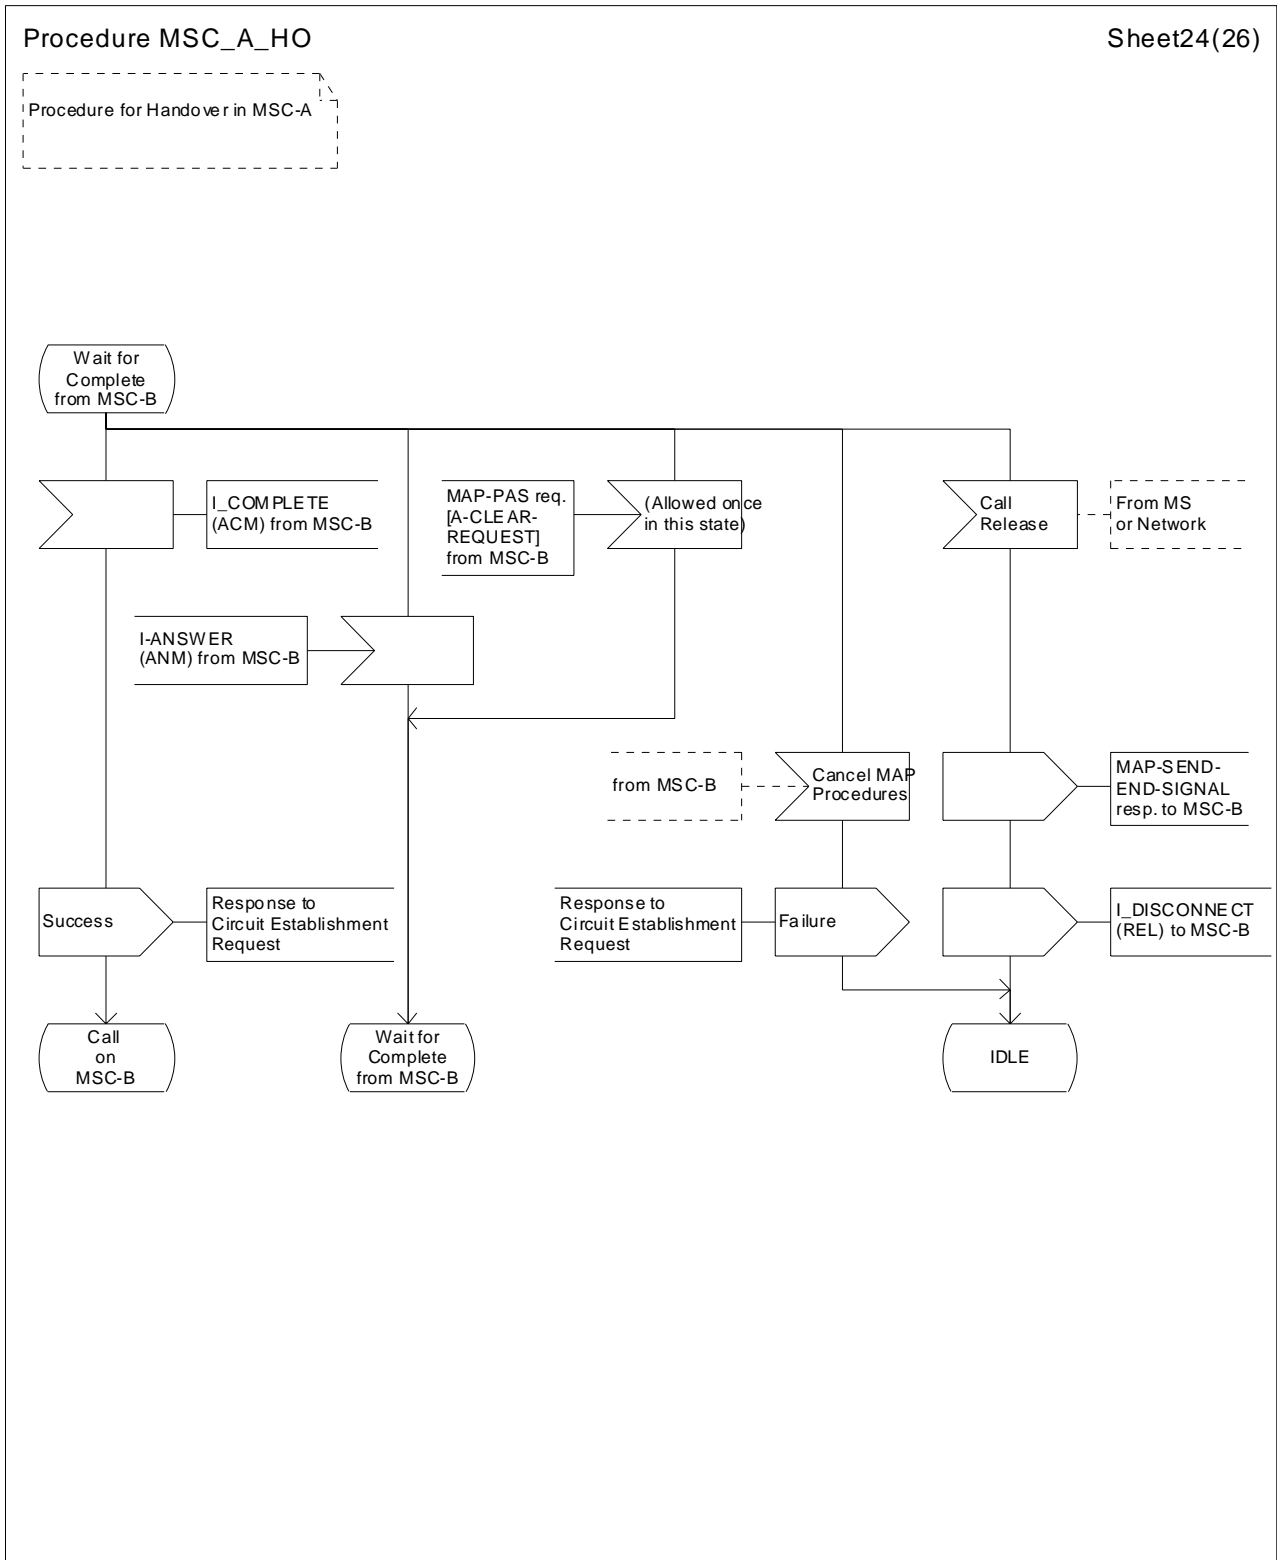 Procedure MSC_A_HO
Sheet24(26)
Procedure for Handover in MSC-A
Wait for
Complete
from MSC-B
I_COMPLETE
(ACM) from MSC-B
MAP-PAS req.
[A-CLEAR-
REQUEST]
from MSC-B
(Allowed once
in this state)
Call
Release
From MS
or Network
I-ANSWER
(ANM) from MSC-B
from MSC-B
Cancel MAP
Procedures
MAP-SEND-
END-SIGNAL
resp. to MSC-B
Success
Response to
Circuit Establishment
Request
Response to
Circuit Establishment
Request
Failure
I_DISCONNECT
(REL) to MSC-B
Call
on
MSC-B
Wait for
Complete
from MSC-B
IDLE